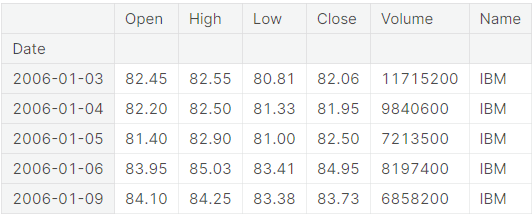 Open High Low Close Volume Name
Date
2006-01-03 82.45 82.55 80.81 82.06 11715200 IBM
2006-01-04 82.20 82.50 81.33 81.95 9840600 IBM
2006-01-05 81.40 82.90 81.00 82.50 7213500 IBM
2006-01-06 83.95 85.03 83.41 84.95 8197400 IBM
2006-01-09 84.10 84.25 83.38 83.73 6858200 IBM